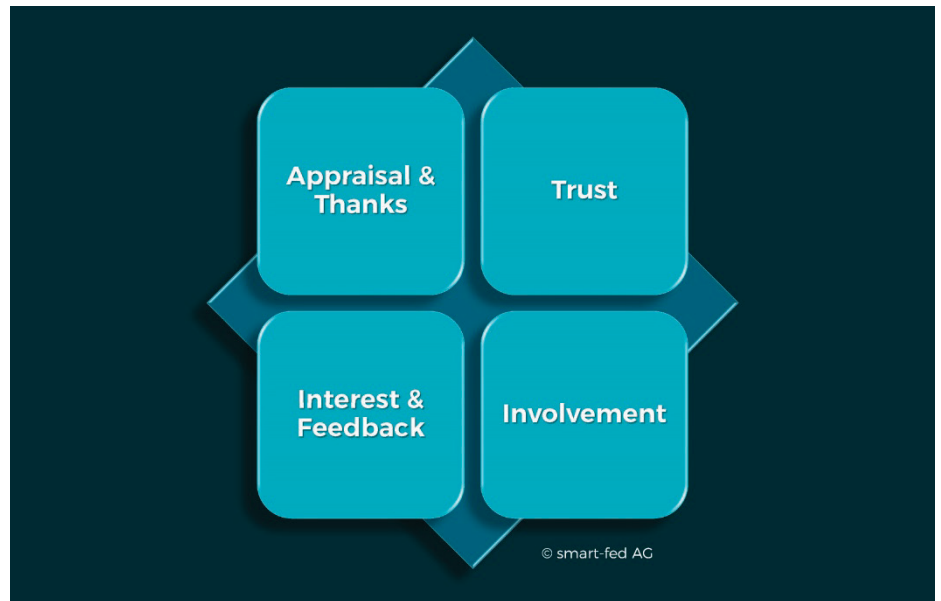 Appraisal &
Thanks
Trust
Interest &
Feedback
Involvement
© smart-fed AG